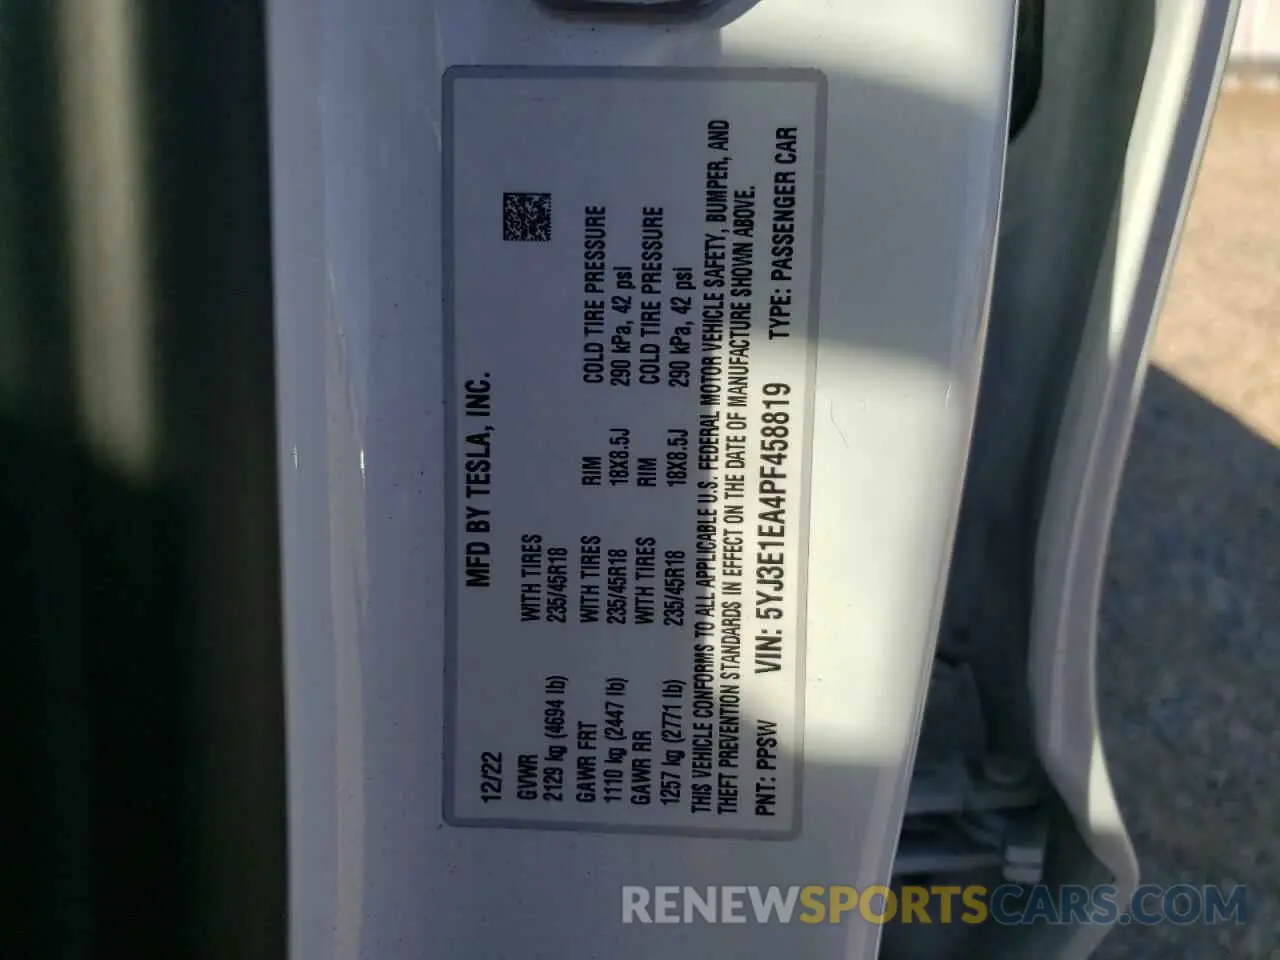 12/22 MFD BY TESLA, INC.
GVWR WITH TIRES
2129 kg (4694 lb) 235/45R18
GAWR FRT WITH TIRES RIM COLD TIRE PRESSURE
1110 kg (2447 lb) 235/45R18 18X8.5J 290 kPa, 42 psi
GAWR RR WITH TIRES RIM COLD TIRE PRESSURE
1257 kg (2771 lb) 235/45R18 18X8.5J 290 kPa, 42 psi
THIS VEHICLE CONFORMS TO ALL APPLICABLE U.S. FEDERAL MOTOR VEHICLE SAFETY, BUMPER, AND
THEFT PREVENTION STANDARDS IN EFFECT ON THE DATE OF MANUFACTURE SHOWN ABOVE.
PNT: PPSW VIN: 5YJ3E1EA4PF458819 TYPE: PASSENGER CAR
RENEWSPORTSCARS.COM